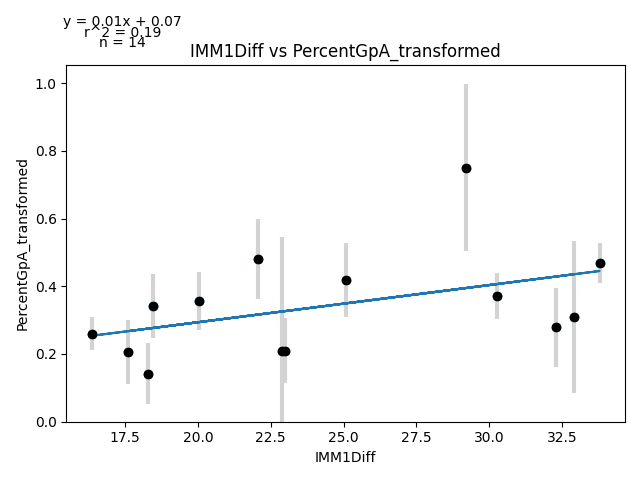 y = 0.01x + 0.07
r^2 = 0.19
n = 14
IMM1Diff vs PercentGpA_transformed
1.0
0.8
0.6
0.4
0.2
0.0
PercentGpA_transformed
17.5 20.0 22.5 25.0 27.5 30.0 32.5
IMM1Diff